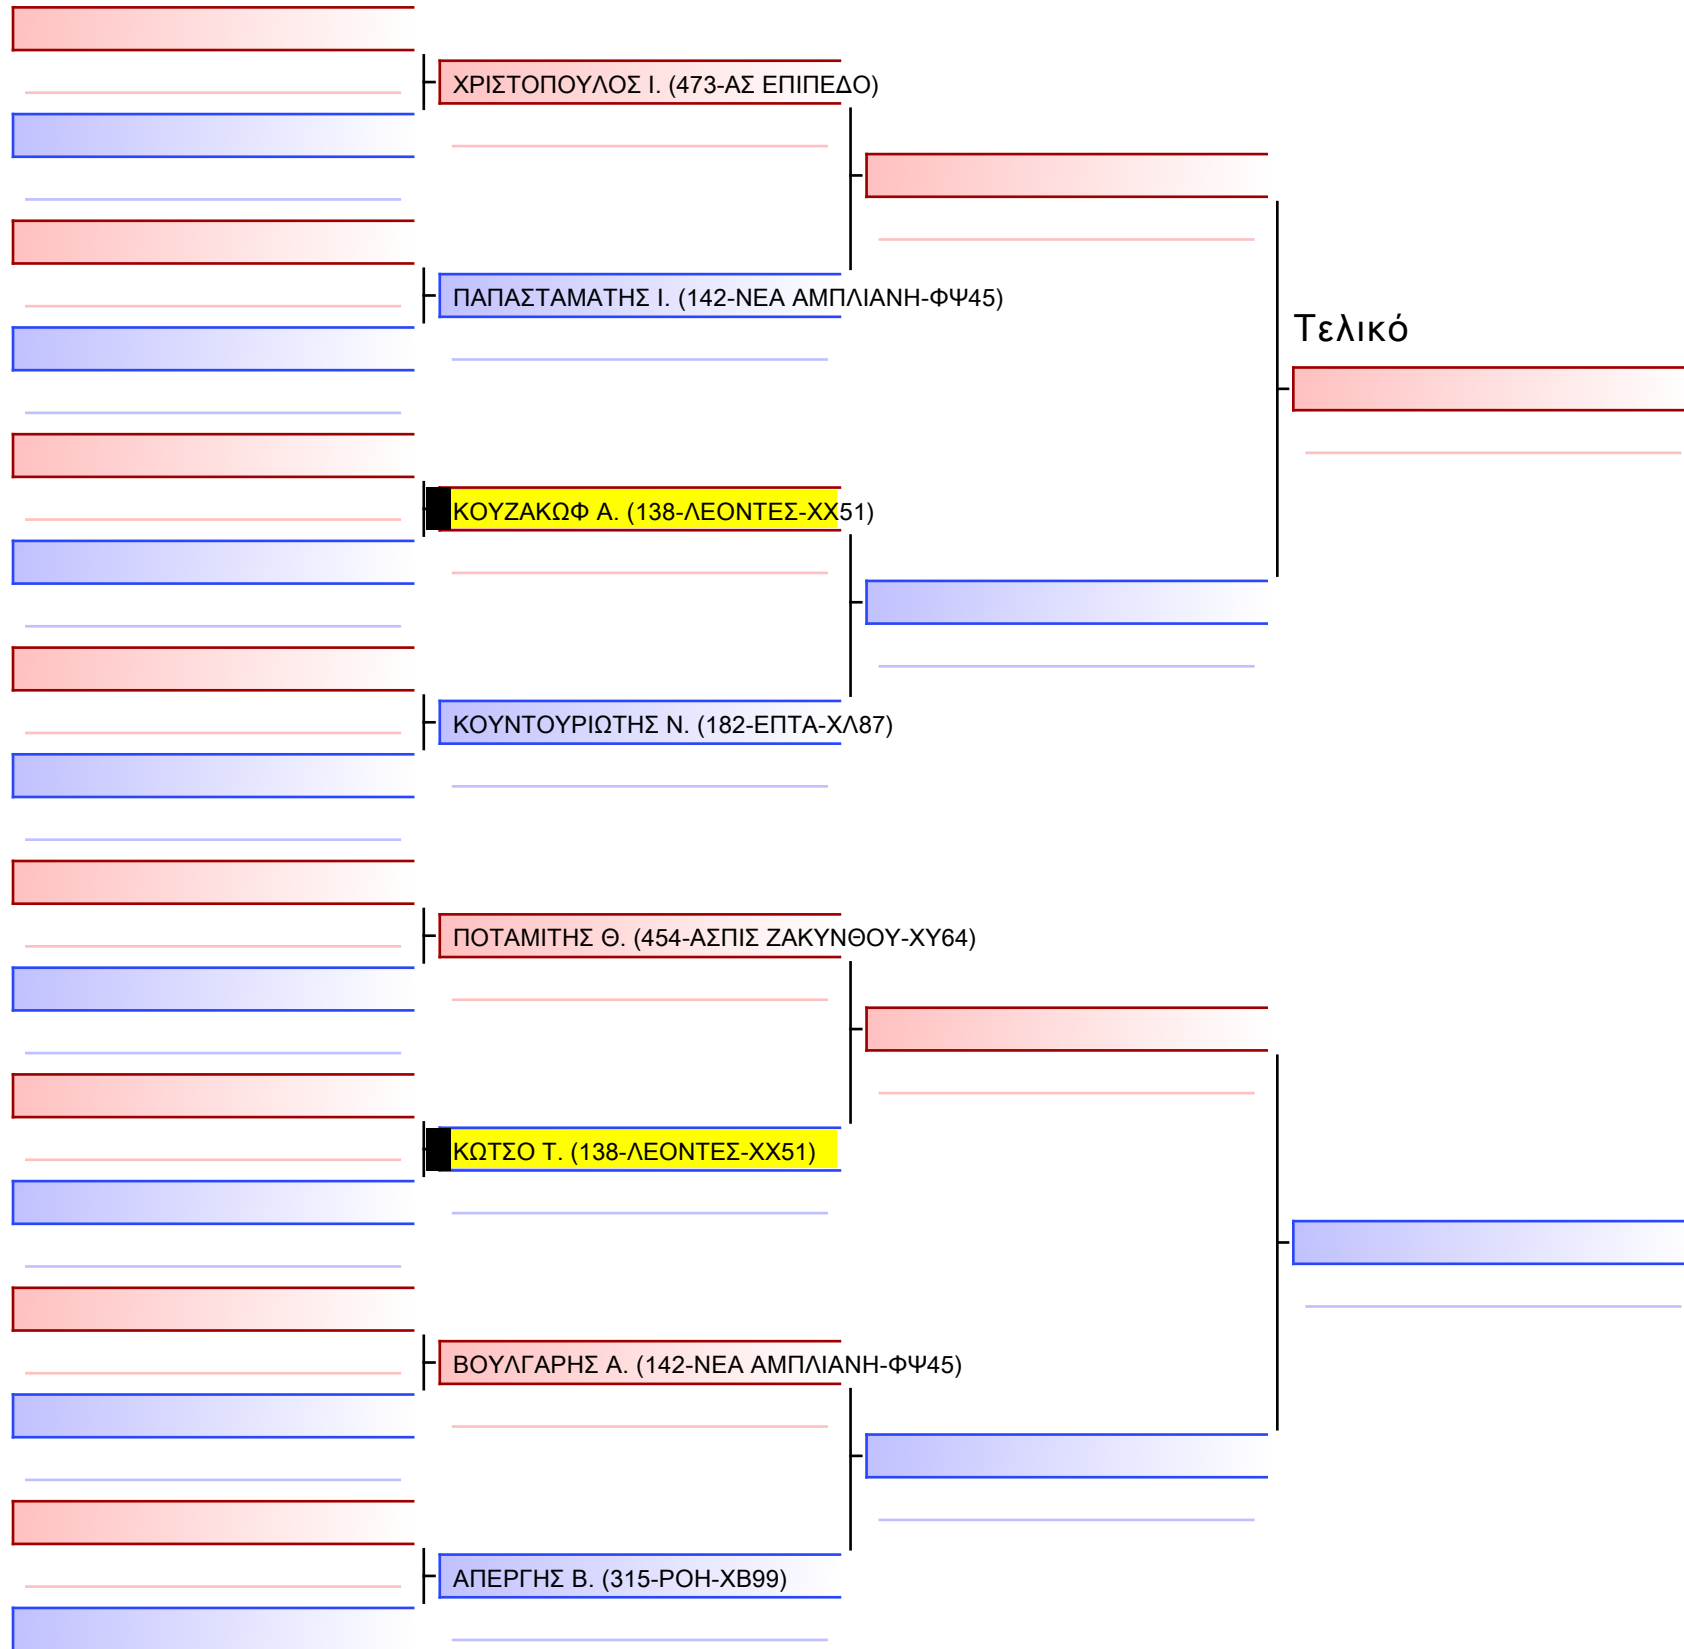 ΧΡΙΣΤΟΠΟΥΛΟΣ Ι. (473-ΑΣ ΕΠΙΠΕΔΟ)
ΠΑΠΑΣΤΑΜΑΤΗΣ Ι. (142-ΝΕΑ ΑΜΠΛΙΑΝΗ-ΦΨ45)
Τελικό
ΚΟΥΖΑΚΩΦ Α. (138-ΛΕΟΝΤΕΣ-ΧΧ51)
ΚΟΥΝΤΟΥΡΙΩΤΗΣ Ν. (182-ΕΠΤΑ-ΧΛ87)
ΠΟΤΑΜΙΤΗΣ Θ. (454-ΑΣΠΙΣ ΖΑΚΥΝΘΟΥ-ΧΥ64)
ΚΩΤΣΟ Τ. (138-ΛΕΟΝΤΕΣ-ΧΧ51)
ΒΟΥΛΓΑΡΗΣ Α. (142-ΝΕΑ ΑΜΠΛΙΑΝΗ-ΦΨ45)
ΑΠΕΡΓΗΣ Β. (315-ΡΟΗ-ΧΒ99)